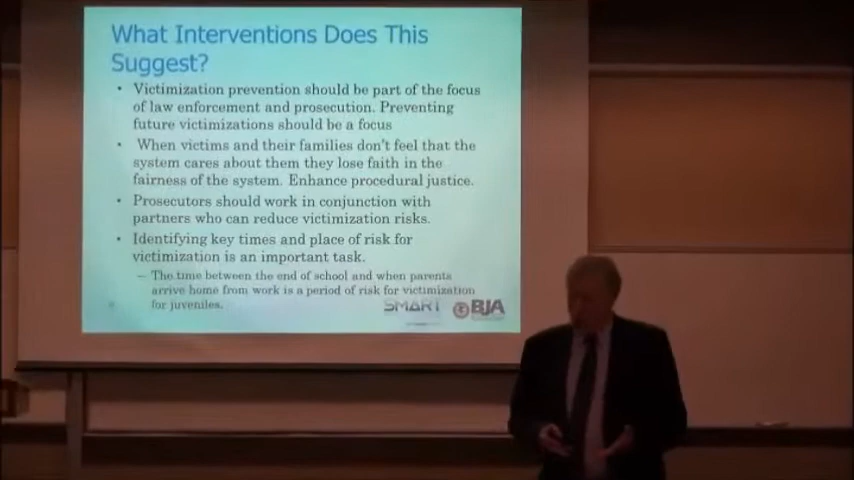 What Interventions Does This
Suggest?
• Victimization prevention should be part of the focus
of law enforcement and prosecution. Preventing
future victimizations should be a focus
• When victims and their families don't feel that the
system cares about them they lose faith in the
fairness of the system. Enhance procedural justice.
• Prosecutors should work in conjunction with
partners who can reduce victimization risks.
• Identifying key times and place of risk for
victimization is an important task.
– The time between the end of school and when parents
arrive home from work is a period of risk for victimization
for juveniles.
SMART
BJA